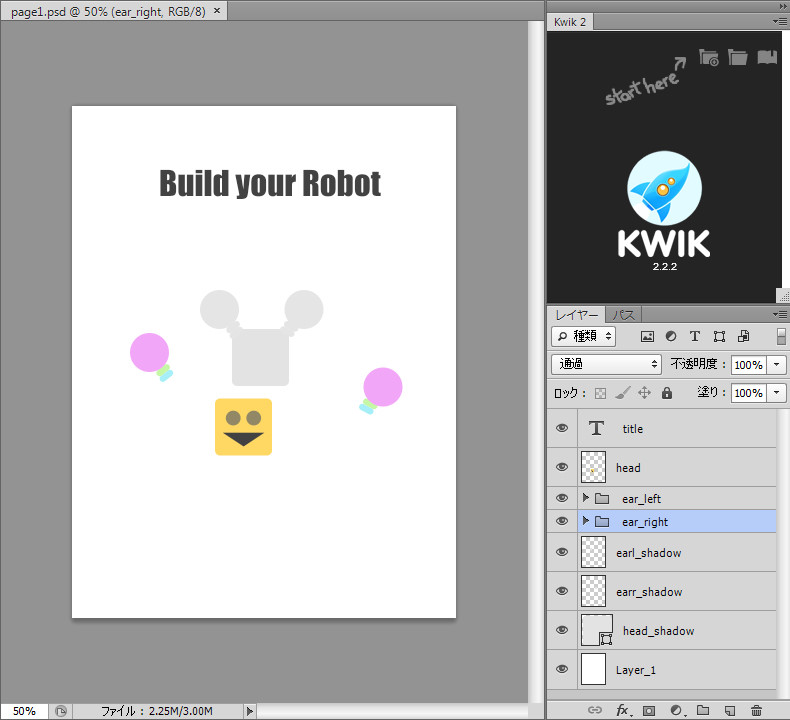 page1.psd @ 50% (ear_right, RGB/8) ×
Kwik 2
start here
KWIK
2.2.2
Build your Robot
レイヤー パス
種類
通過 不透明度： 100%
ロック： 塗り： 100%
title
head
ear_left
ear_right
earl_shadow
earr_shadow
head_shadow
Layer_1
50% ファイル：2.25M/3.00M
fx